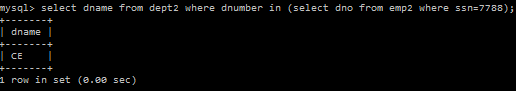 mysql> select dname from dept2 where dnumber in (select dno from emp2 where ssn=7788);
+-------+
| dname |
+-------+
| CE    |
+-------+
1 row in set (0.00 sec)